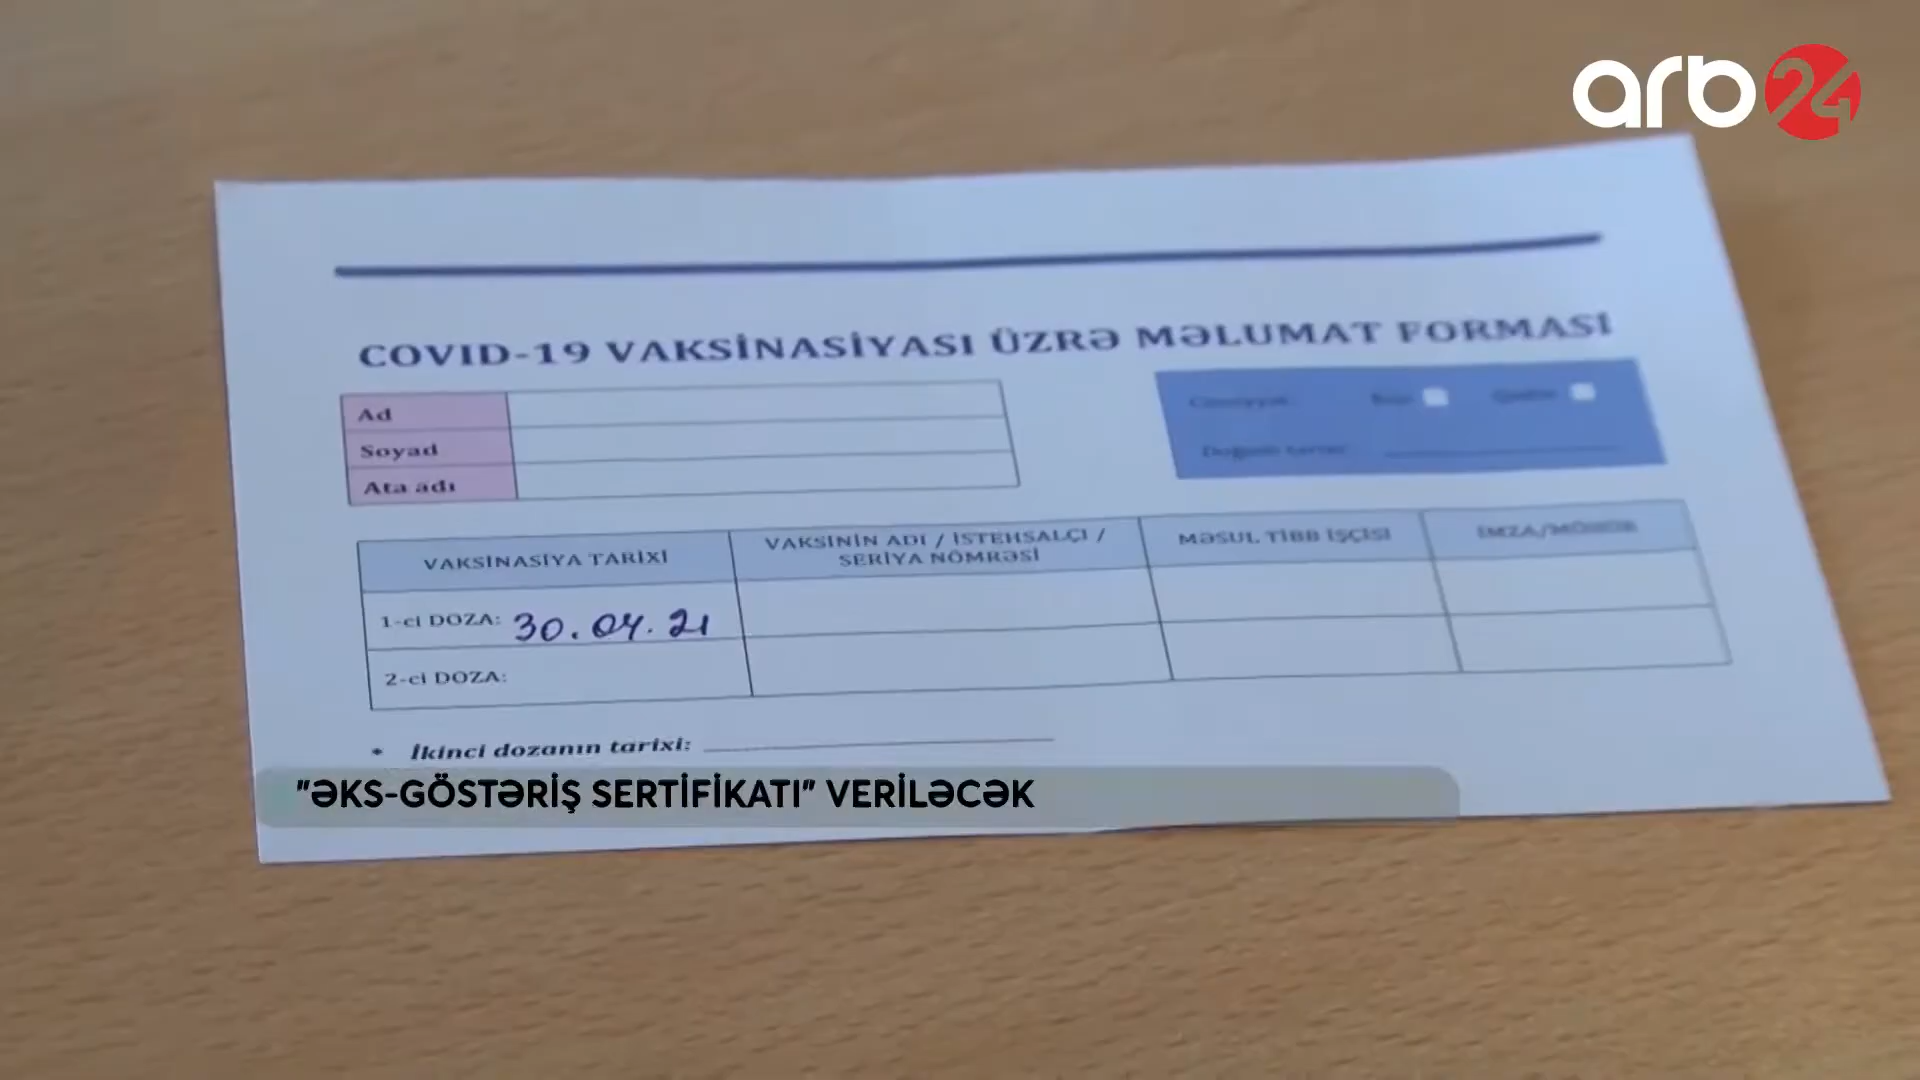 arb24
COVID-19 VAKSİNASİYASI ÜZRƏ MƏLUMAT FORMASI
Ad
Soyad
Ata adı
VAKSİNASİYA TARİXİ
VAKSİNİN ADI / İSTEHSALÇI /
SERİYA NÖMRƏSİ
MƏSUL TİBB İŞÇİSİ
İMZA/MÖHÜR
1-ci DOZA: 30.04.21
2-ci DOZA:
* İkinci dozanın tarixi:
"ƏKS-GÖSTƏRİŞ SERTİFİKATI" VERİLƏCƏK